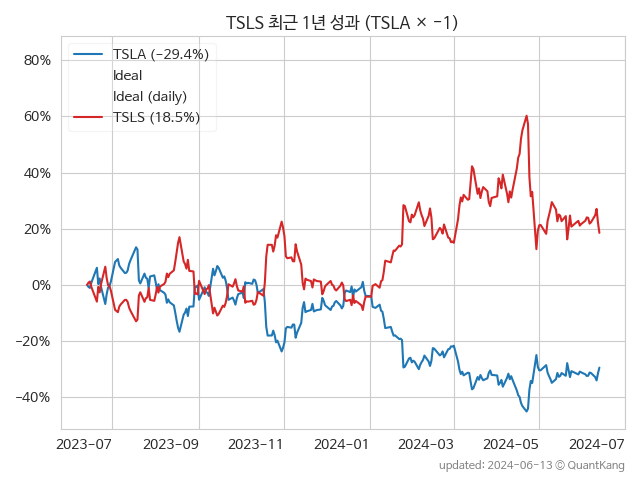 TSLS 최근 1년 성과 (TSLA × −1)
TSLA (−29.4%)
Ideal
Ideal (daily)
TSLS (18.5%)
80%
60%
40%
20%
0%
−20%
−40%
2023-07
2023-09
2023-11
2024-01
2024-03
2024-05
2024-07
updated: 2024-06-13 © QuantKang